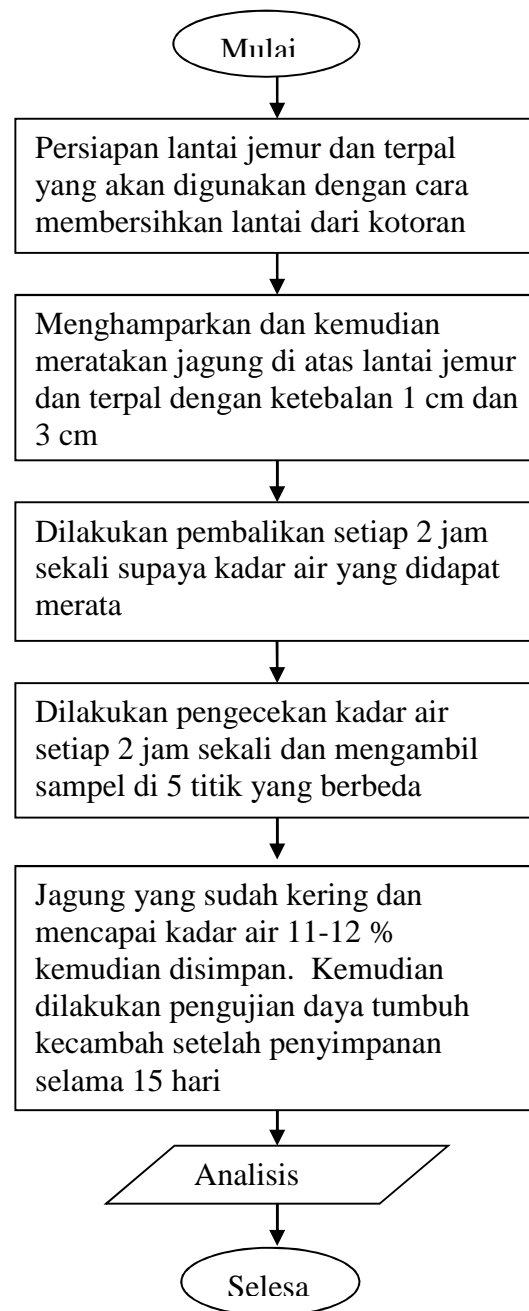 Mulai
Persiapan lantai jemur dan terpal
yang akan digunakan dengan cara
membersihkan lantai dari kotoran
Menghamparkan dan kemudian
meratakan jagung di atas lantai jemur
dan terpal dengan ketebalan 1 cm dan
3 cm
Dilakukan pembalikan setiap 2 jam
sekali supaya kadar air yang didapat
merata
Dilakukan pengecekan kadar air
setiap 2 jam sekali dan mengambil
sampel di 5 titik yang berbeda
Jagung yang sudah kering dan
mencapai kadar air 11-12 %
kemudian disimpan. Kemudian
dilakukan pengujian daya tumbuh
kecambah setelah penyimpanan
selama 15 hari
Analisis
Selesa